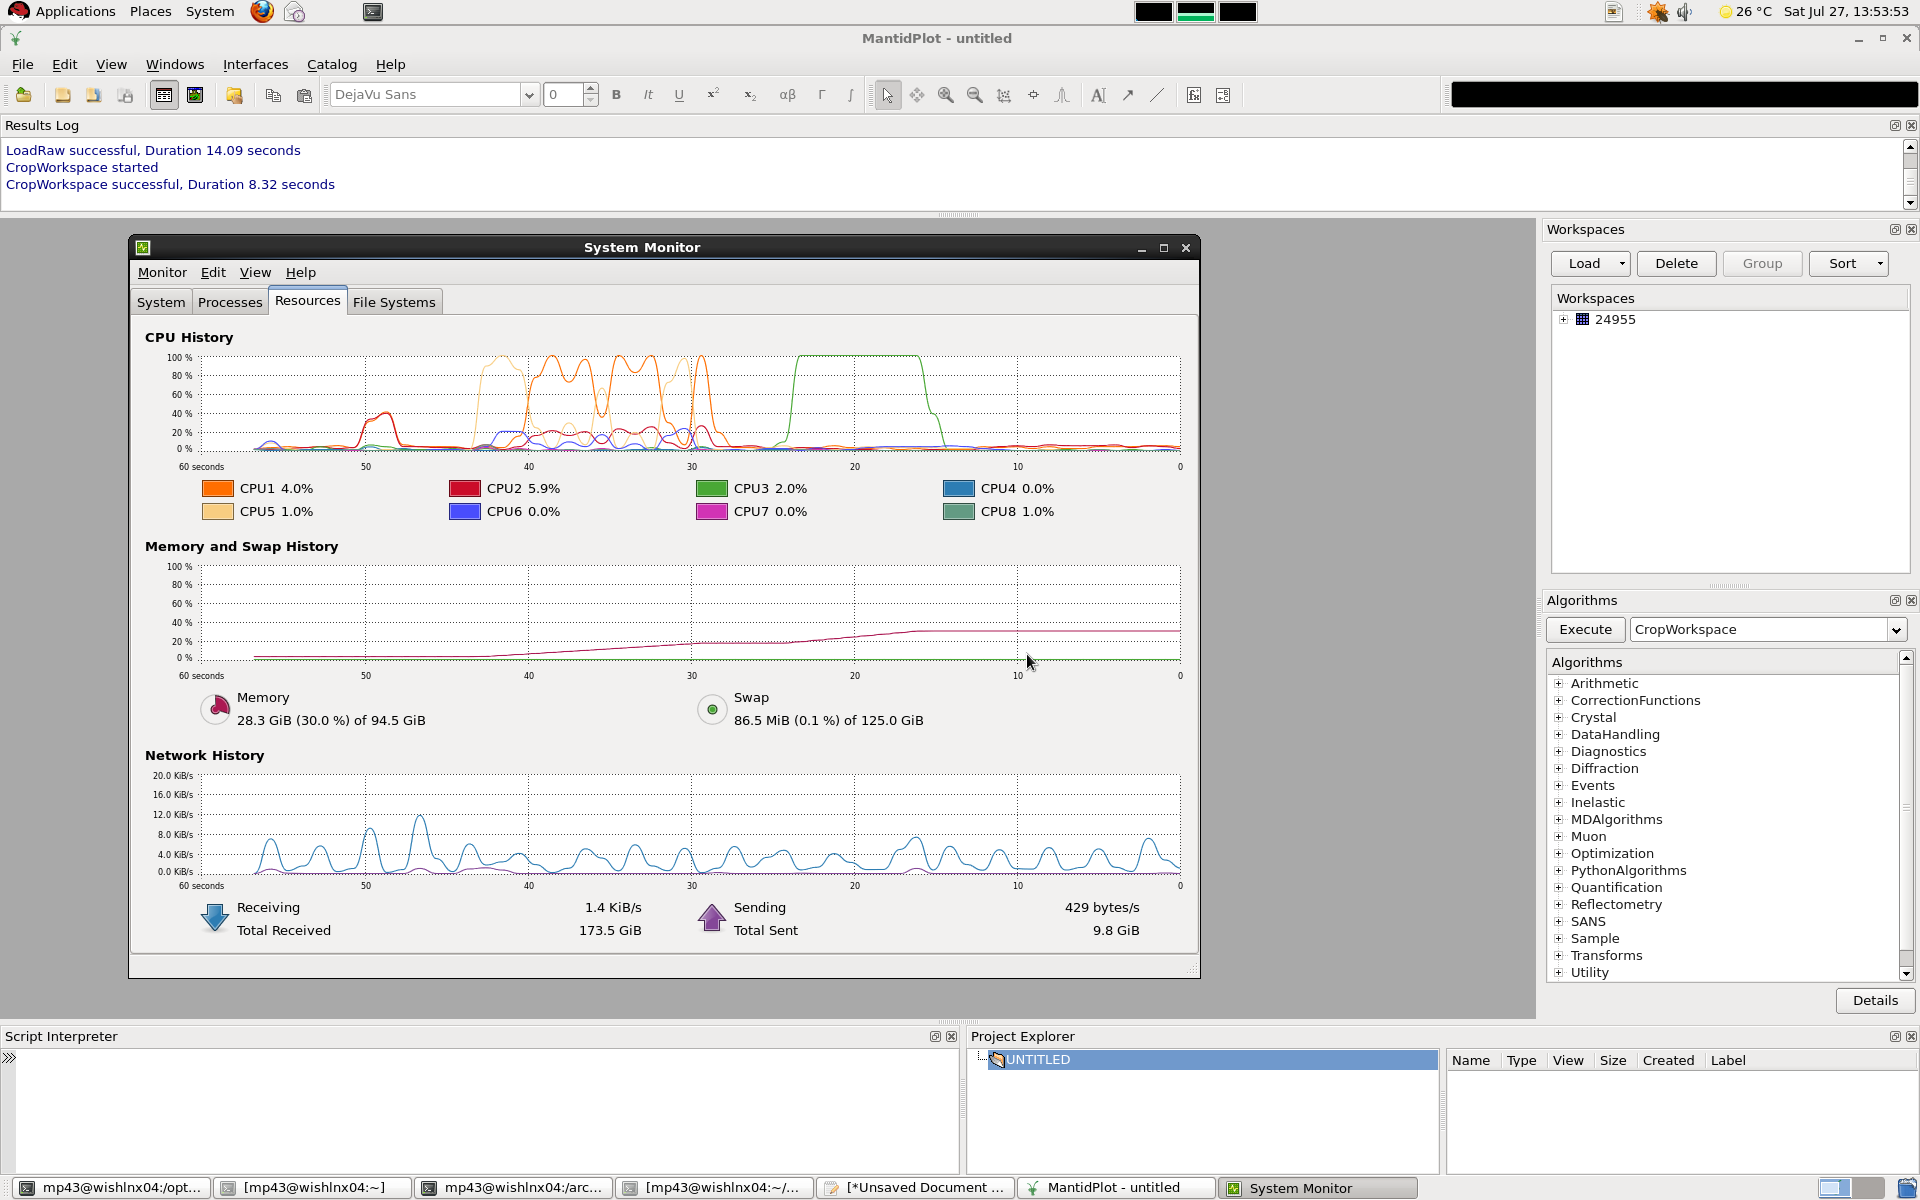 Applications Places System 26 °C Sat Jul 27, 13:53:53
MantidPlot - untitled
File Edit View Windows Interfaces Catalog Help
DejaVu Sans 0 B It U x² x₂ αβ Γ ∫
Results Log
LoadRaw successful, Duration 14.09 seconds
CropWorkspace started
CropWorkspace successful, Duration 8.32 seconds
System Monitor
Monitor Edit View Help
System Processes Resources File Systems
CPU History
100 %
80 %
60 %
40 %
20 %
0 %
60 seconds 50 40 30 20 10 0
CPU1 4.0% CPU2 5.9% CPU3 2.0% CPU4 0.0%
CPU5 1.0% CPU6 0.0% CPU7 0.0% CPU8 1.0%
Memory and Swap History
100 %
80 %
60 %
40 %
20 %
0 %
60 seconds 50 40 30 20 10 0
Memory Swap
28.3 GiB (30.0 %) of 94.5 GiB 86.5 MiB (0.1 %) of 125.0 GiB
Network History
20.0 KiB/s
16.0 KiB/s
12.0 KiB/s
8.0 KiB/s
4.0 KiB/s
0.0 KiB/s
60 seconds 50 40 30 20 10 0
Receiving 1.4 KiB/s Sending 429 bytes/s
Total Received 173.5 GiB Total Sent 9.8 GiB
Workspaces
Load Delete Group Sort
Workspaces
24955
Algorithms
Execute CropWorkspace
Algorithms
Arithmetic
CorrectionFunctions
Crystal
DataHandling
Diagnostics
Diffraction
Events
Inelastic
MDAlgorithms
Muon
Optimization
PythonAlgorithms
Quantification
Reflectometry
SANS
Sample
Transforms
Utility
Details
Script Interpreter
>>>
Project Explorer
UNTITLED
Name Type View Size Created Label
mp43@wishlnx04:/opt... [mp43@wishlnx04:~] mp43@wishlnx04:/arc... [mp43@wishlnx04:~/... [*Unsaved Document ... MantidPlot - untitled System Monitor